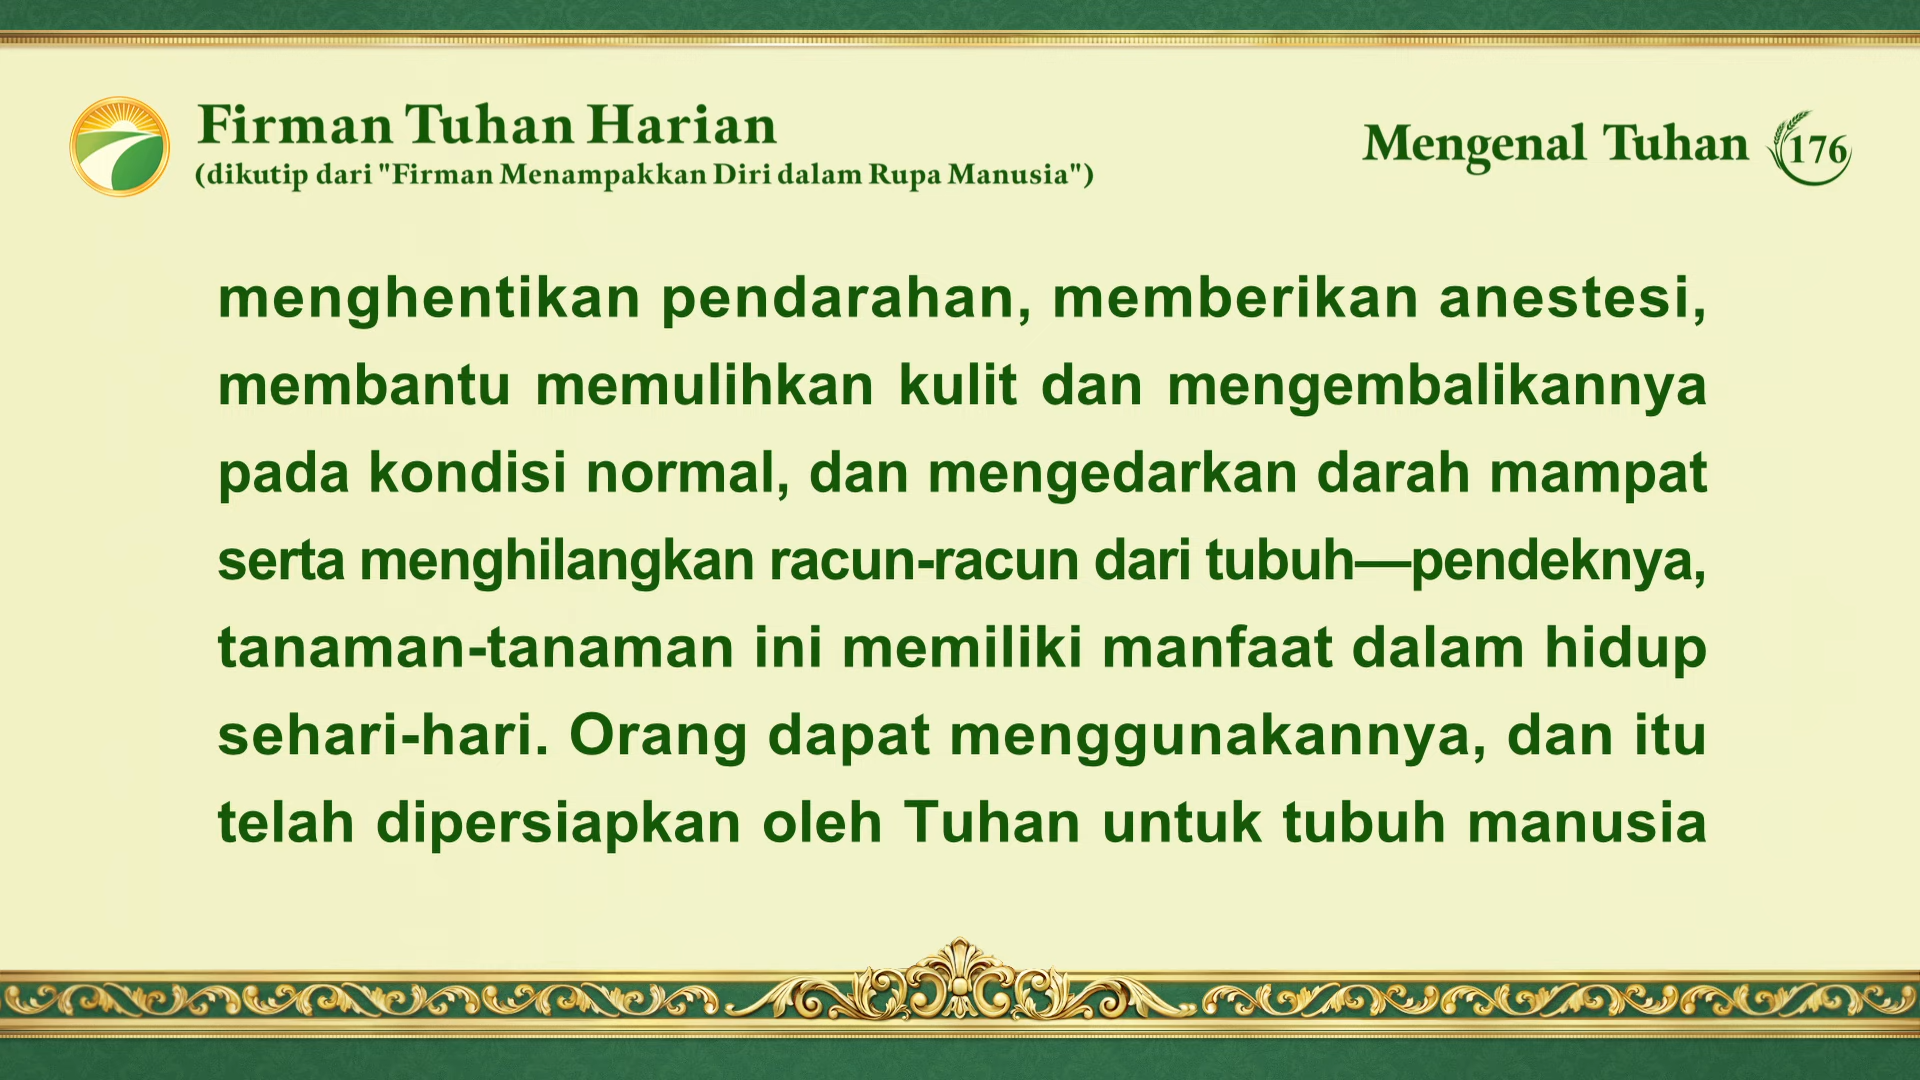 Firman Tuhan Harian
(dikutip dari "Firman Menampakkan Diri dalam Rupa Manusia")
Mengenal Tuhan 176
menghentikan pendarahan, memberikan anestesi,
membantu memulihkan kulit dan mengembalikannya
pada kondisi normal, dan mengedarkan darah mampat
serta menghilangkan racun-racun dari tubuh—pendeknya,
tanaman-tanaman ini memiliki manfaat dalam hidup
sehari-hari. Orang dapat menggunakannya, dan itu
telah dipersiapkan oleh Tuhan untuk tubuh manusia